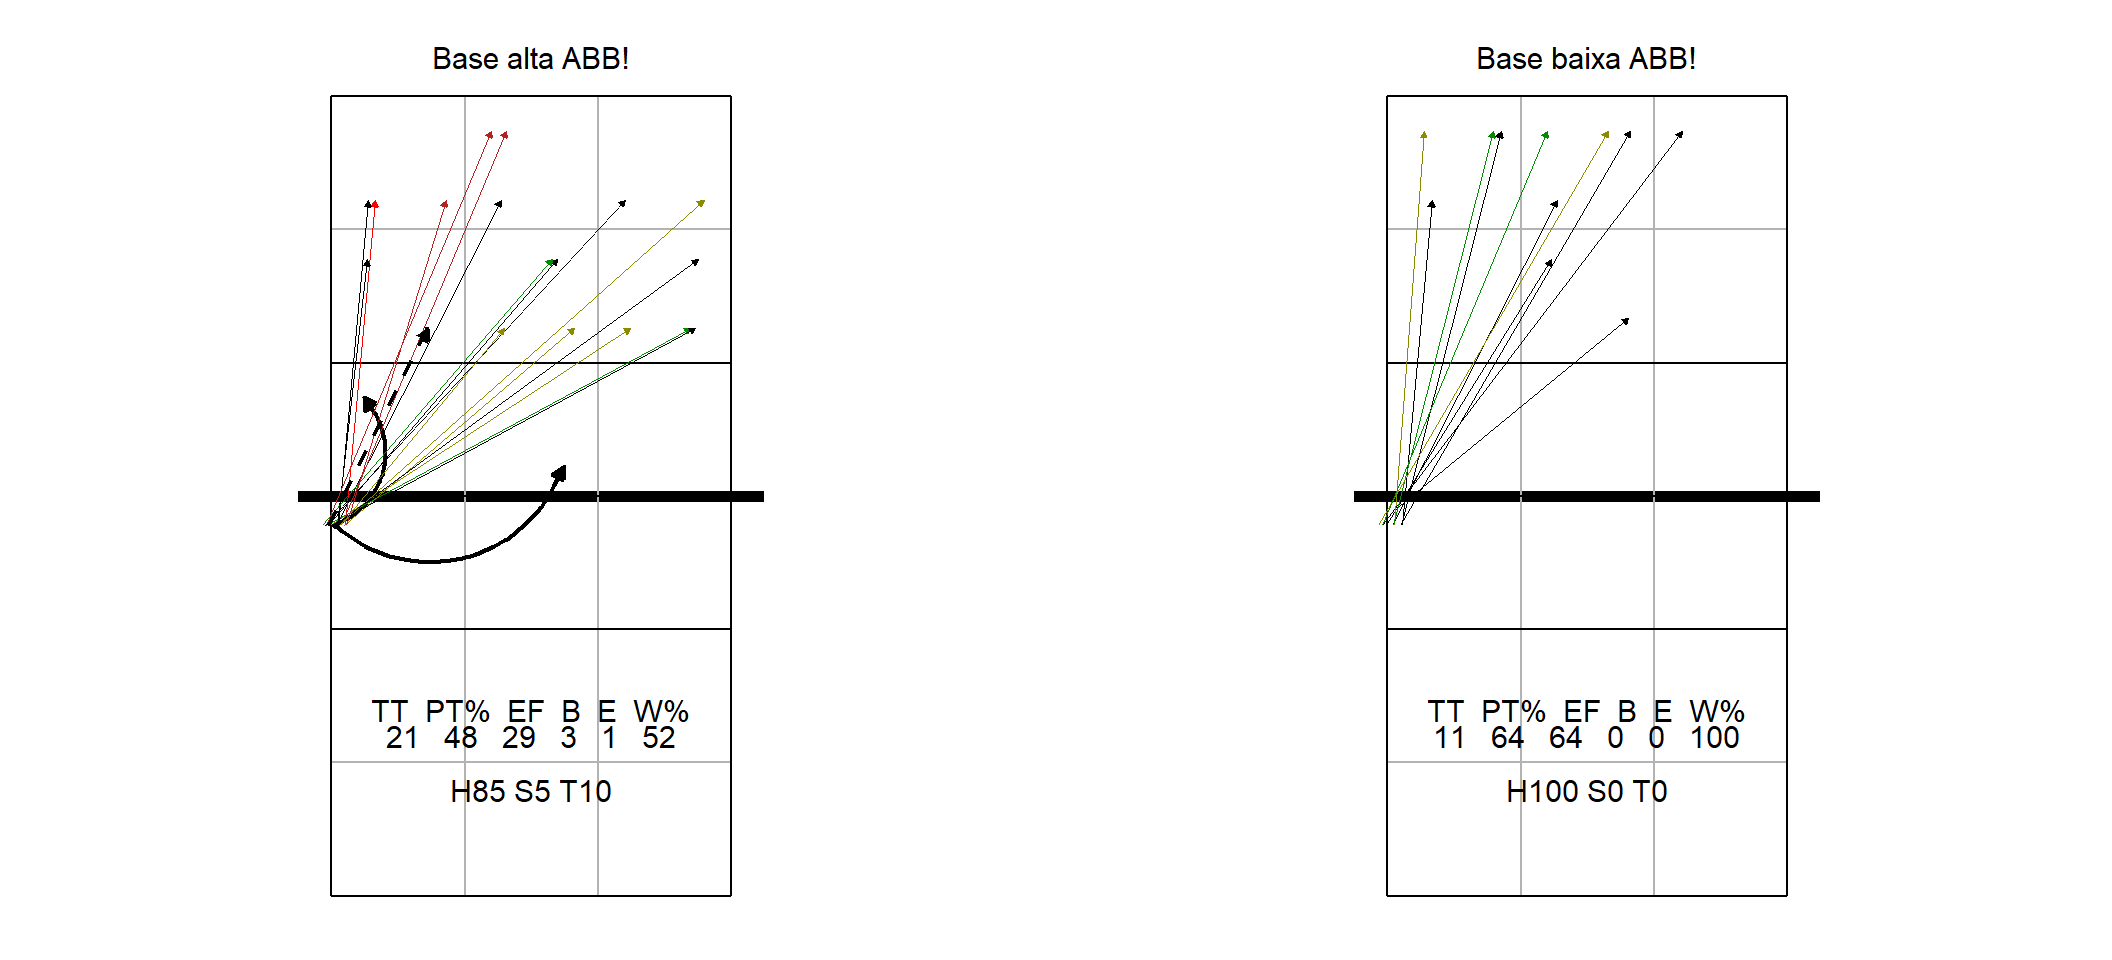 Base alta ABB!
TT PT% EF B E W%
21 48 29 3 1 52
H85 S5 T10
Base baixa ABB!
TT PT% EF B E W%
11 64 64 0 0 100
H100 S0 T0